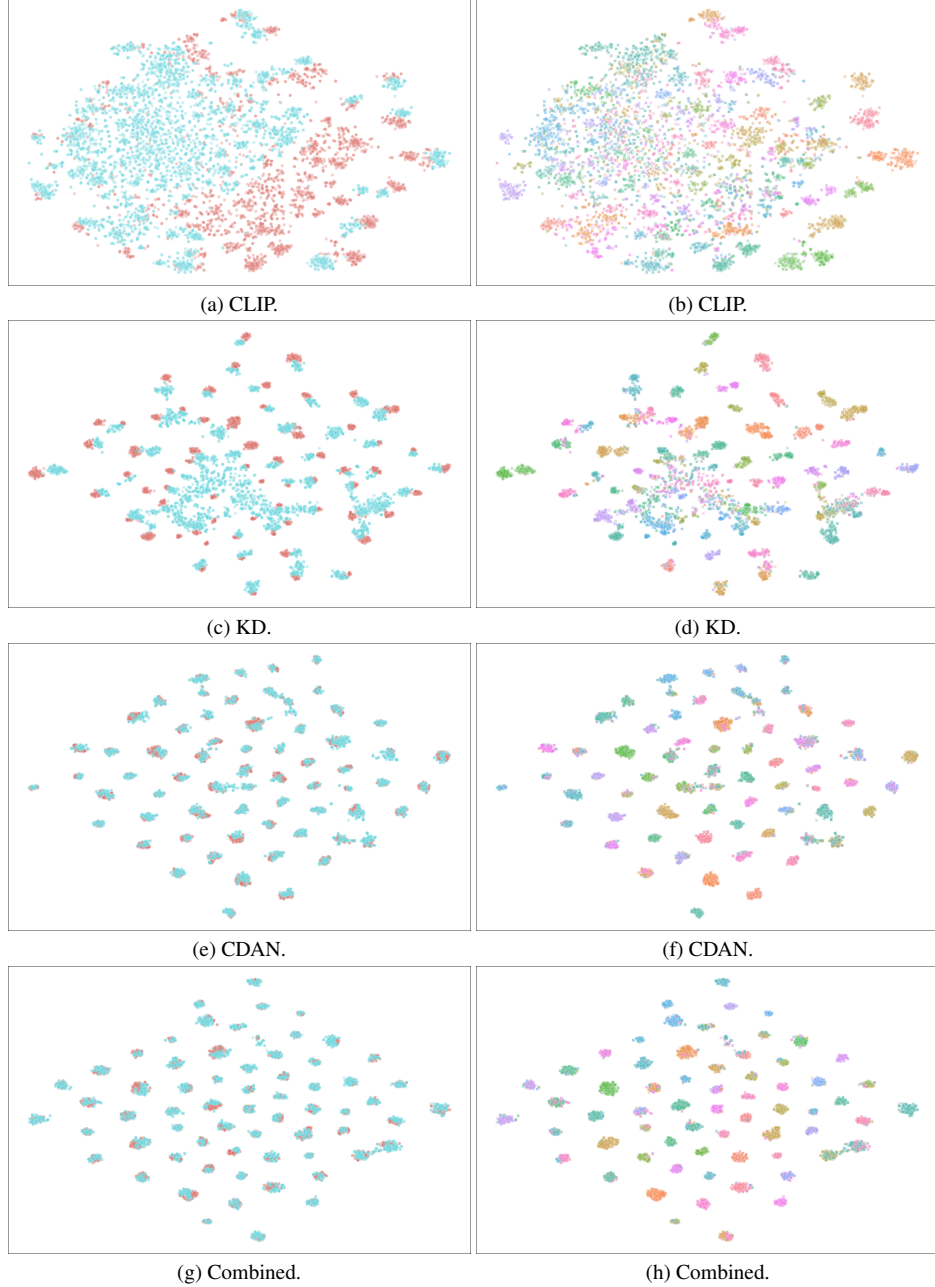 (a) CLIP.
(b) CLIP.
(c) KD.
(d) KD.
(e) CDAN.
(f) CDAN.
(g) Combined.
(h) Combined.